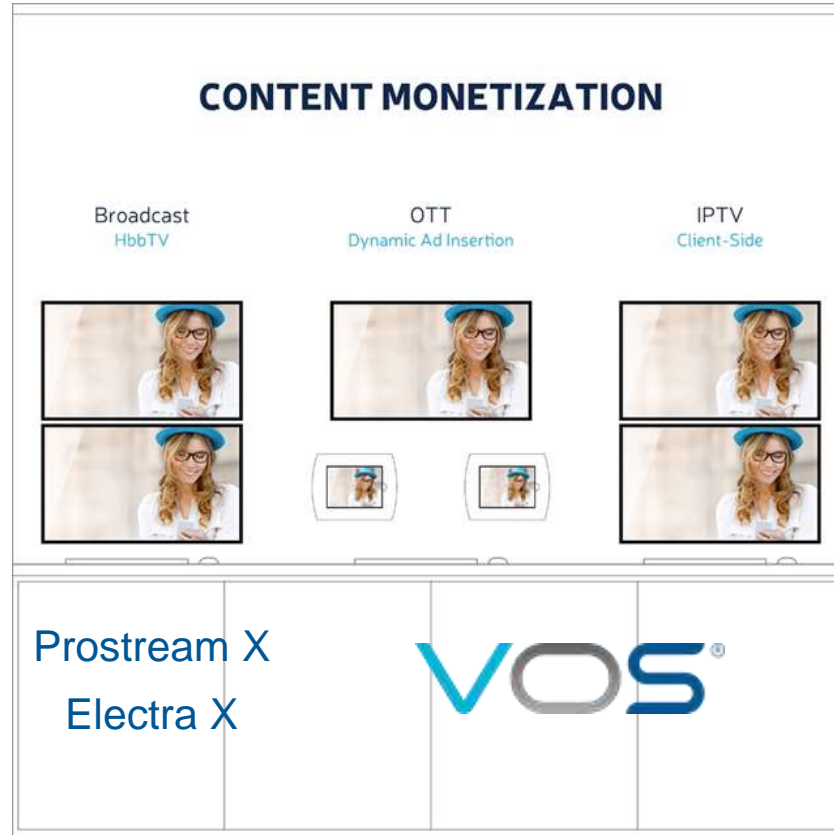 CONTENT MONETIZATION
Broadcast
HbbTV
OTT
Dynamic Ad Insertion
IPTV
Client-Side
Prostream X
Electra X
VOS®